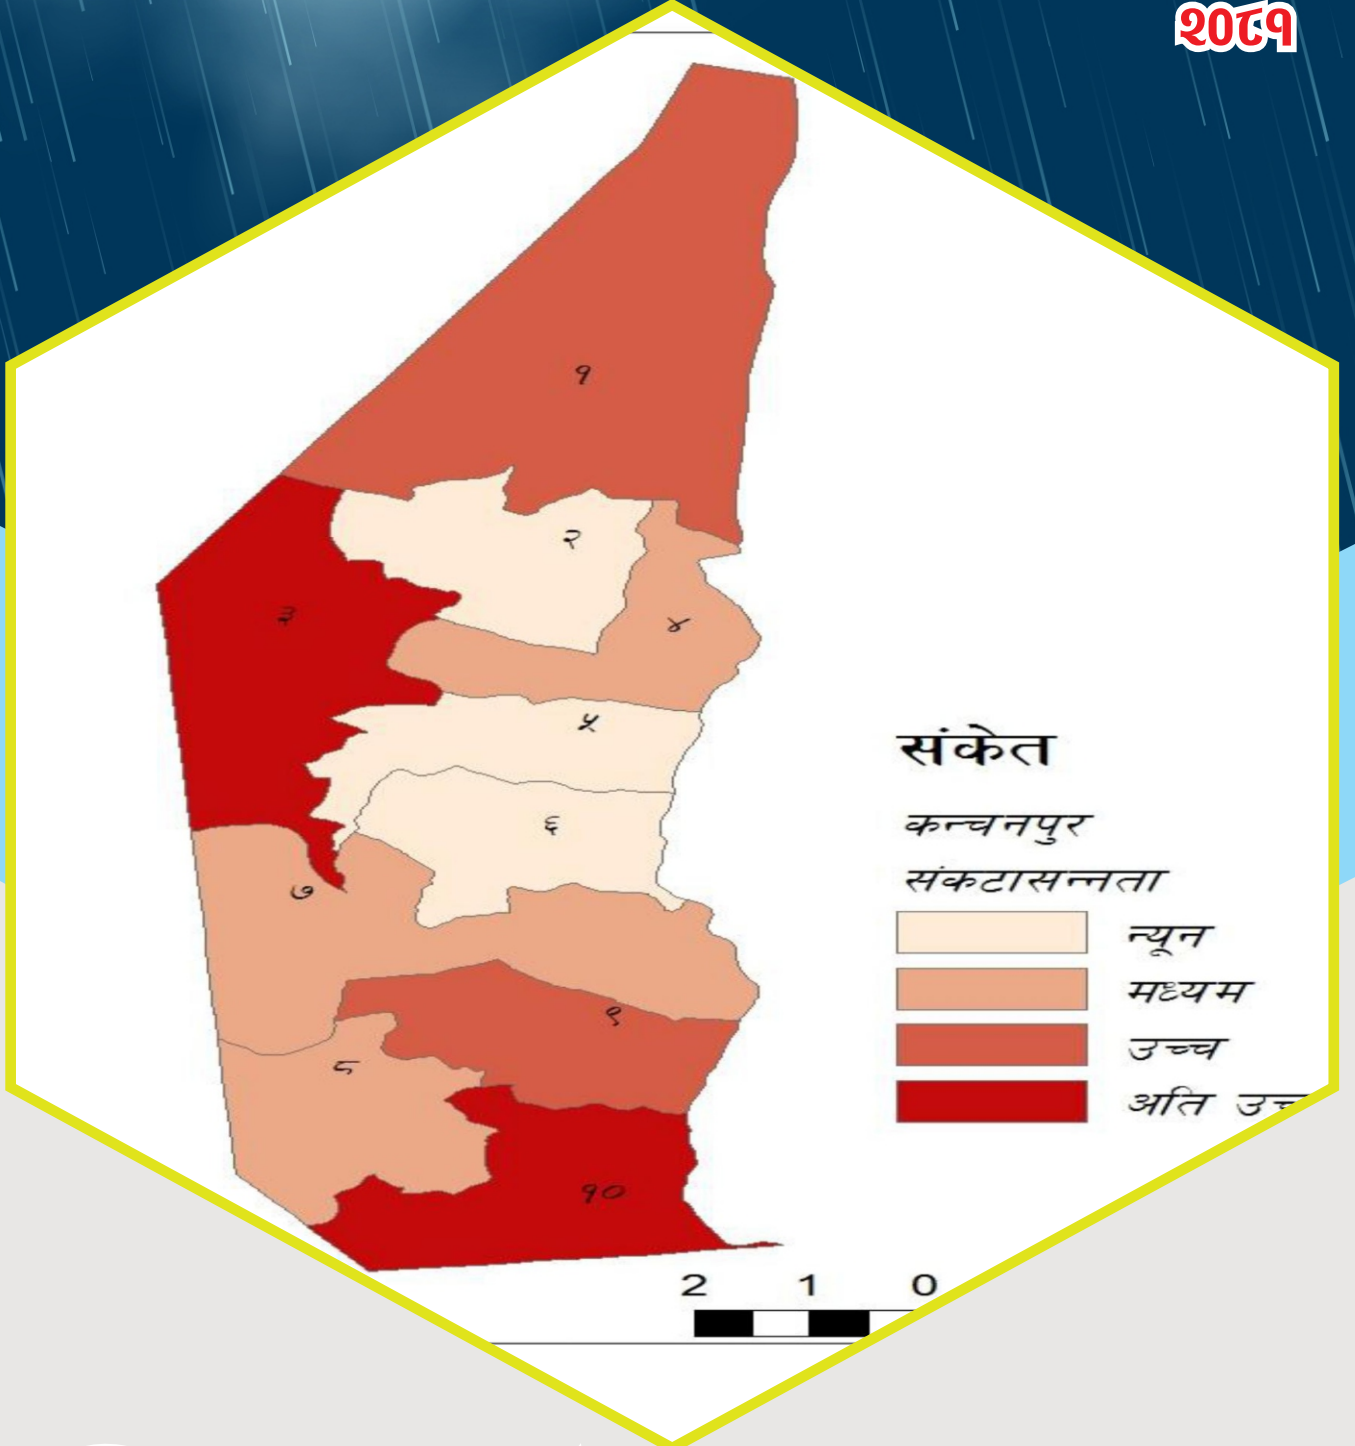 २०८१
१
२
३
४
५
६
७
९
८
१०
संकेत
कन्चनपुर
संकटासन्नता
न्यून
मध्यम
उच्च
अति
2 1 0